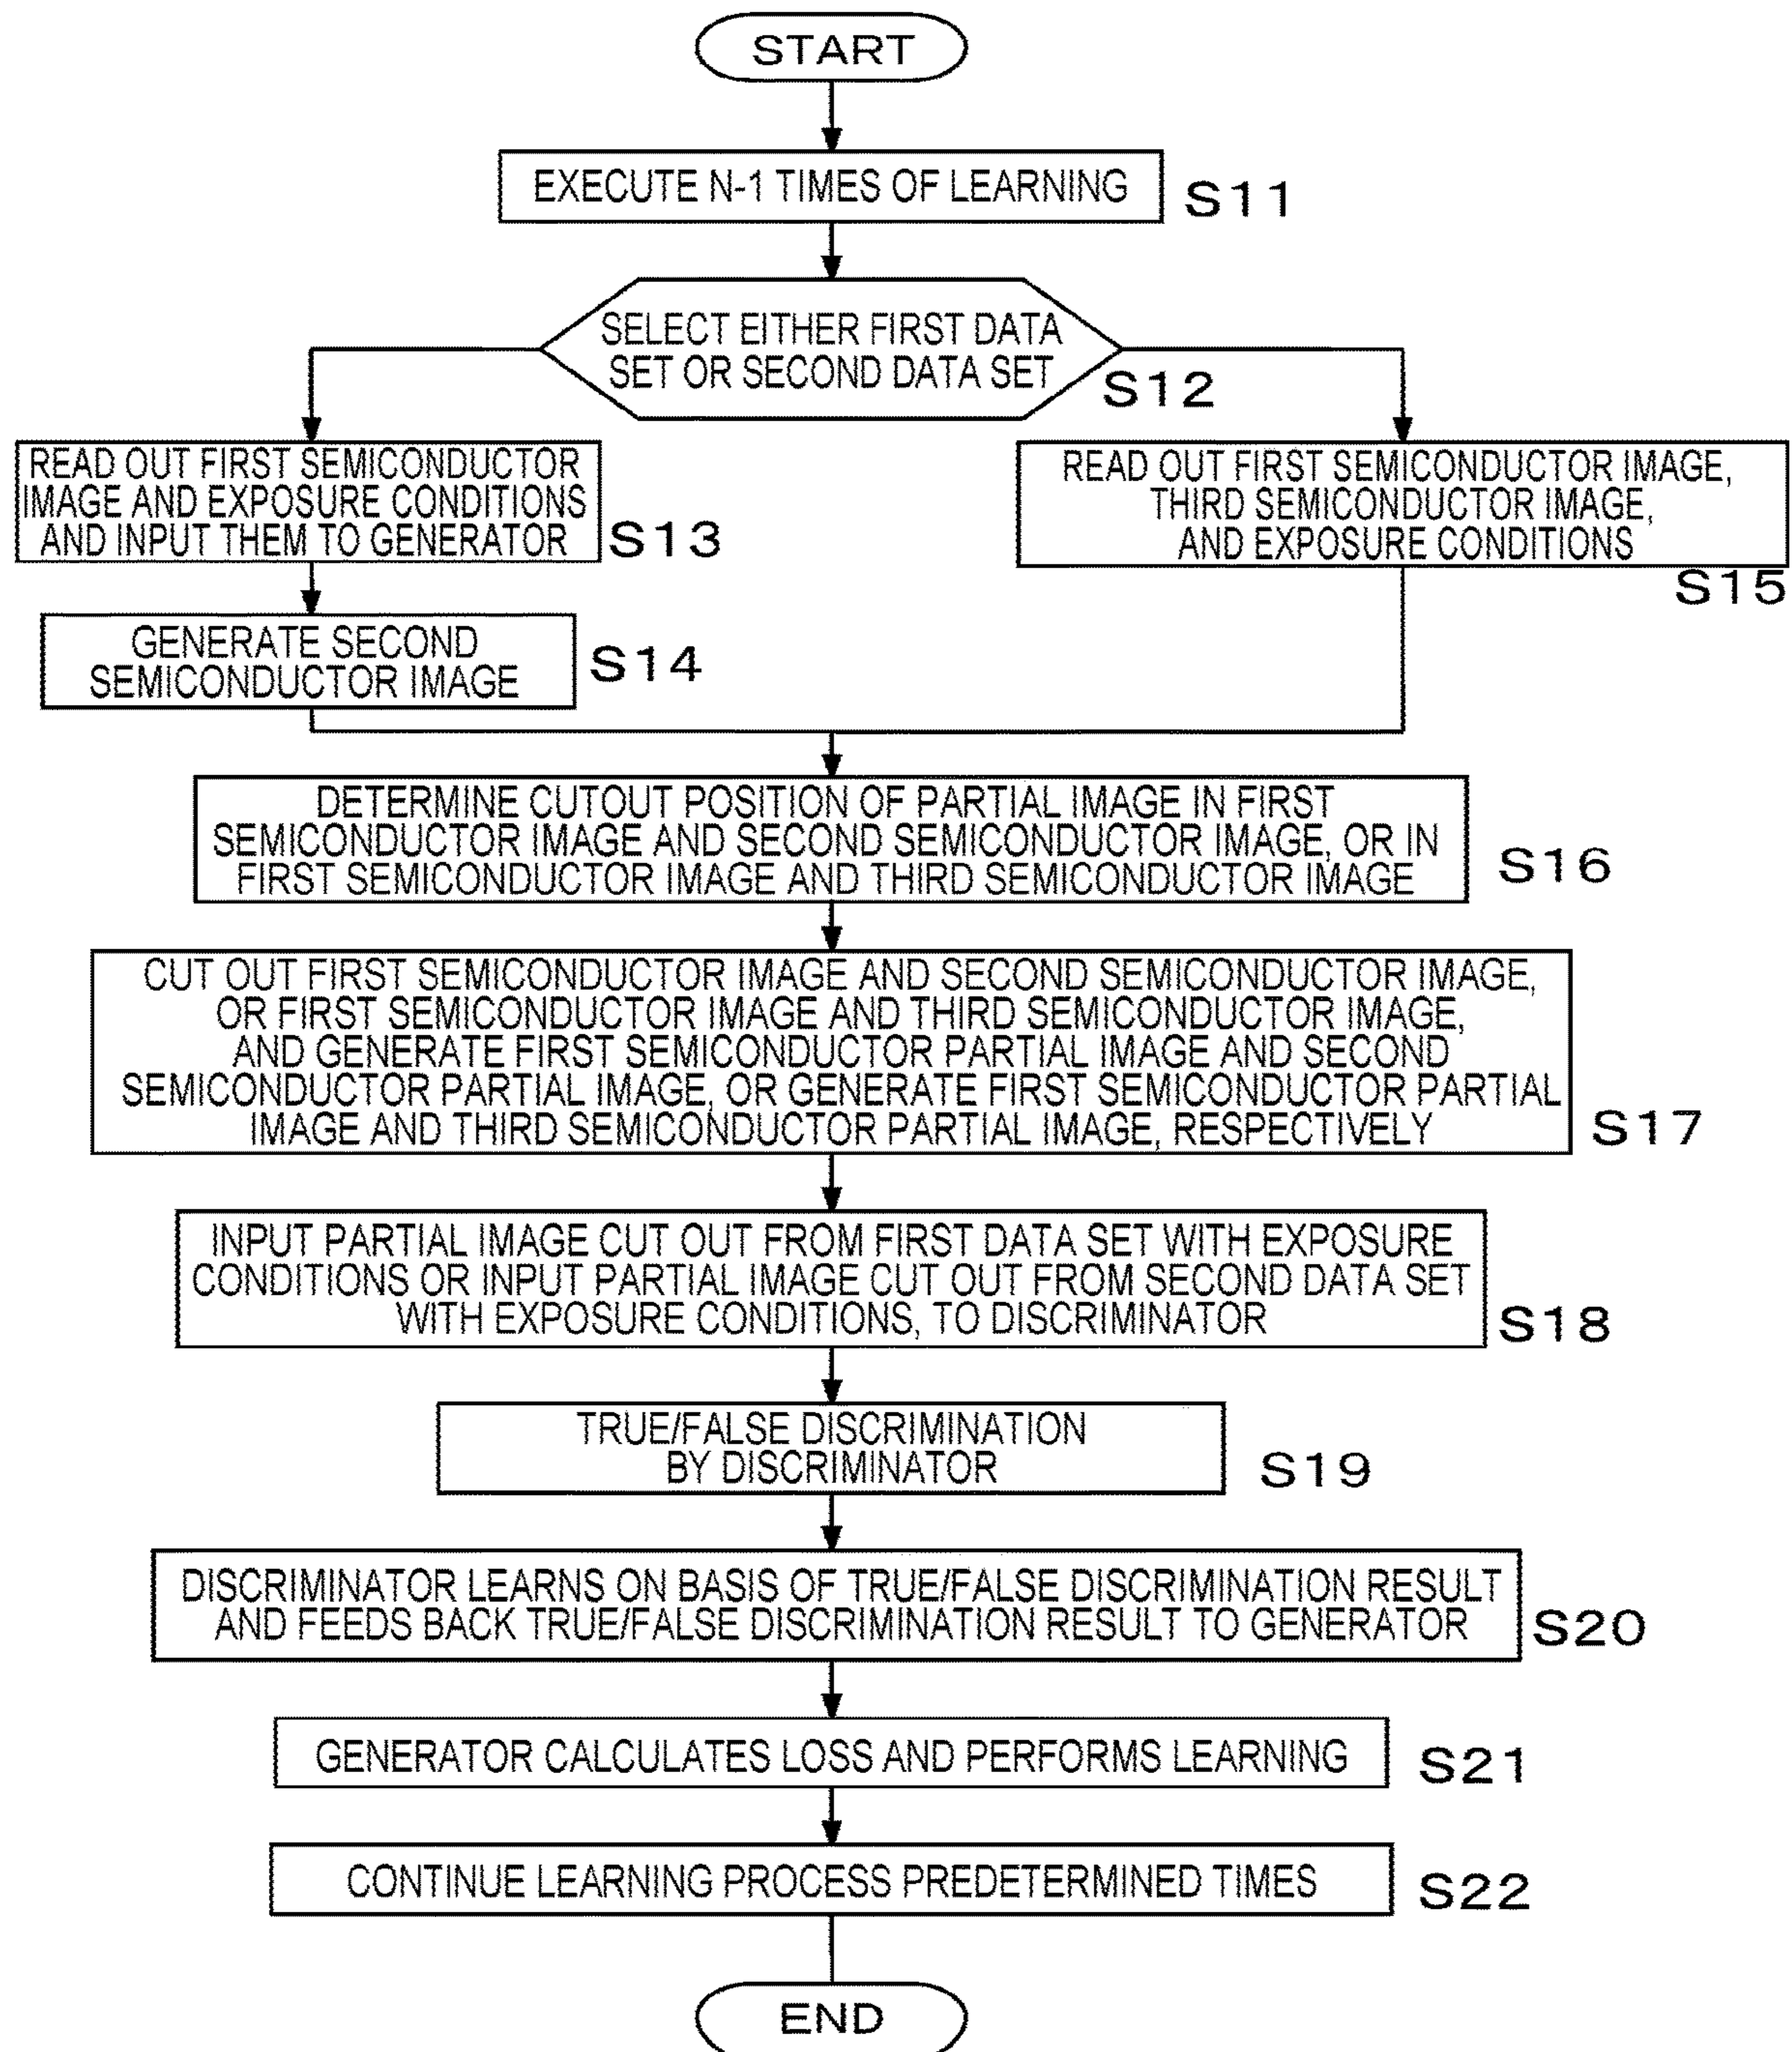 START
EXECUTE N-1 TIMES OF LEARNING
S11
SELECT EITHER FIRST DATA
SET OR SECOND DATA SET
S12
READ OUT FIRST SEMICONDUCTOR
IMAGE AND EXPOSURE CONDITIONS
AND INPUT THEM TO GENERATOR
S13
GENERATE SECOND
SEMICONDUCTOR IMAGE
S14
READ OUT FIRST SEMICONDUCTOR IMAGE,
THIRD SEMICONDUCTOR IMAGE,
AND EXPOSURE CONDITIONS
S15
DETERMINE CUTOUT POSITION OF PARTIAL IMAGE IN FIRST
SEMICONDUCTOR IMAGE AND SECOND SEMICONDUCTOR IMAGE, OR IN
FIRST SEMICONDUCTOR IMAGE AND THIRD SEMICONDUCTOR IMAGE
S16
CUT OUT FIRST SEMICONDUCTOR IMAGE AND SECOND SEMICONDUCTOR IMAGE,
OR FIRST SEMICONDUCTOR IMAGE AND THIRD SEMICONDUCTOR IMAGE,
AND GENERATE FIRST SEMICONDUCTOR PARTIAL IMAGE AND SECOND
SEMICONDUCTOR PARTIAL IMAGE, OR GENERATE FIRST SEMICONDUCTOR PARTIAL
IMAGE AND THIRD SEMICONDUCTOR PARTIAL IMAGE, RESPECTIVELY
S17
INPUT PARTIAL IMAGE CUT OUT FROM FIRST DATA SET WITH EXPOSURE
CONDITIONS OR INPUT PARTIAL IMAGE CUT OUT FROM SECOND DATA SET
WITH EXPOSURE CONDITIONS, TO DISCRIMINATOR
S18
TRUE/FALSE DISCRIMINATION
BY DISCRIMINATOR
S19
DISCRIMINATOR LEARNS ON BASIS OF TRUE/FALSE DISCRIMINATION RESULT
AND FEEDS BACK TRUE/FALSE DISCRIMINATION RESULT TO GENERATOR
S20
GENERATOR CALCULATES LOSS AND PERFORMS LEARNING
S21
CONTINUE LEARNING PROCESS PREDETERMINED TIMES
S22
END